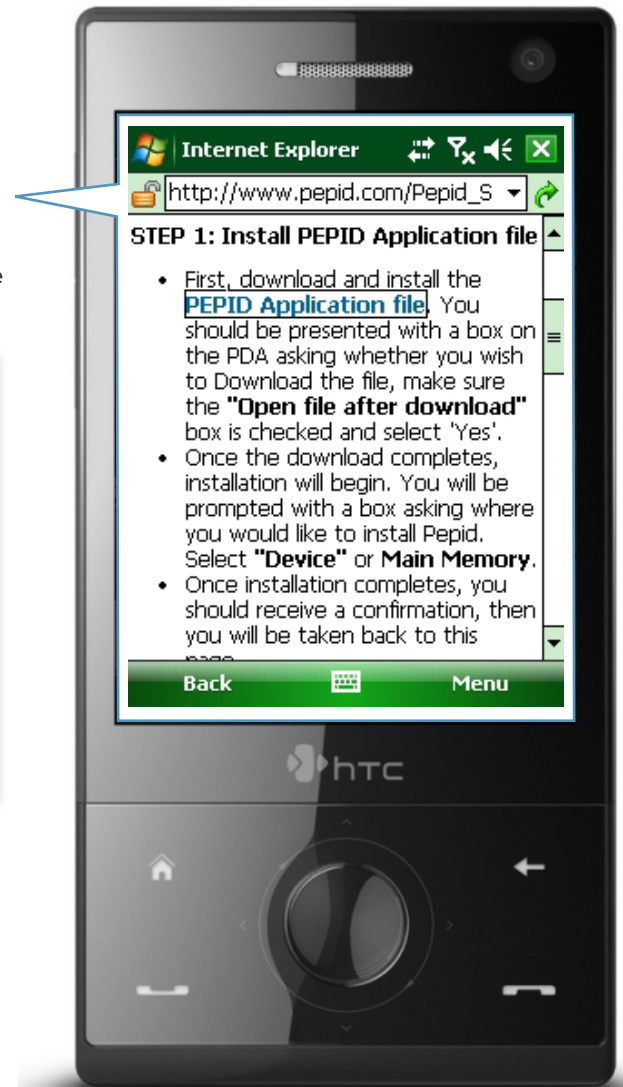 Internet Explorer
http://www.pepid.com/Pepid_S
STEP 1: Install PEPID Application file
• First, download and install the
PEPID Application file. You
should be presented with a box on
the PDA asking whether you wish
to Download the file, make sure
the "Open file after download"
box is checked and select 'Yes'.
• Once the download completes,
installation will begin. You will be
prompted with a box asking where
you would like to install Pepid.
Select "Device" or Main Memory.
• Once installation completes, you
should receive a confirmation, then
you will be taken back to this
page
Back Menu
hTC
e